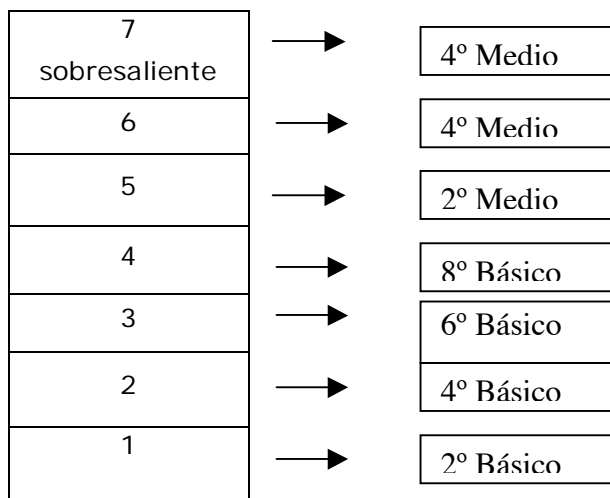 7
sobresaliente
4º Medio
6
4º Medio
5
2º Medio
4
8º Básico
3
6º Básico
2
4º Básico
1
2º Básico